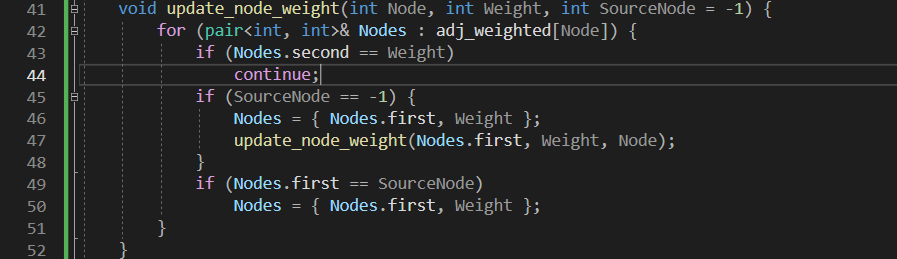 41 void update_node_weight(int Node, int Weight, int SourceNode = -1) {
42 for (pair<int, int>& Nodes : adj_weighted[Node]) {
43 if (Nodes.second == Weight)
44 continue;
45 if (SourceNode == -1) {
46 Nodes = { Nodes.first, Weight };
47 update_node_weight(Nodes.first, Weight, Node);
48 }
49 if (Nodes.first == SourceNode)
50 Nodes = { Nodes.first, Weight };
51 }
52 }